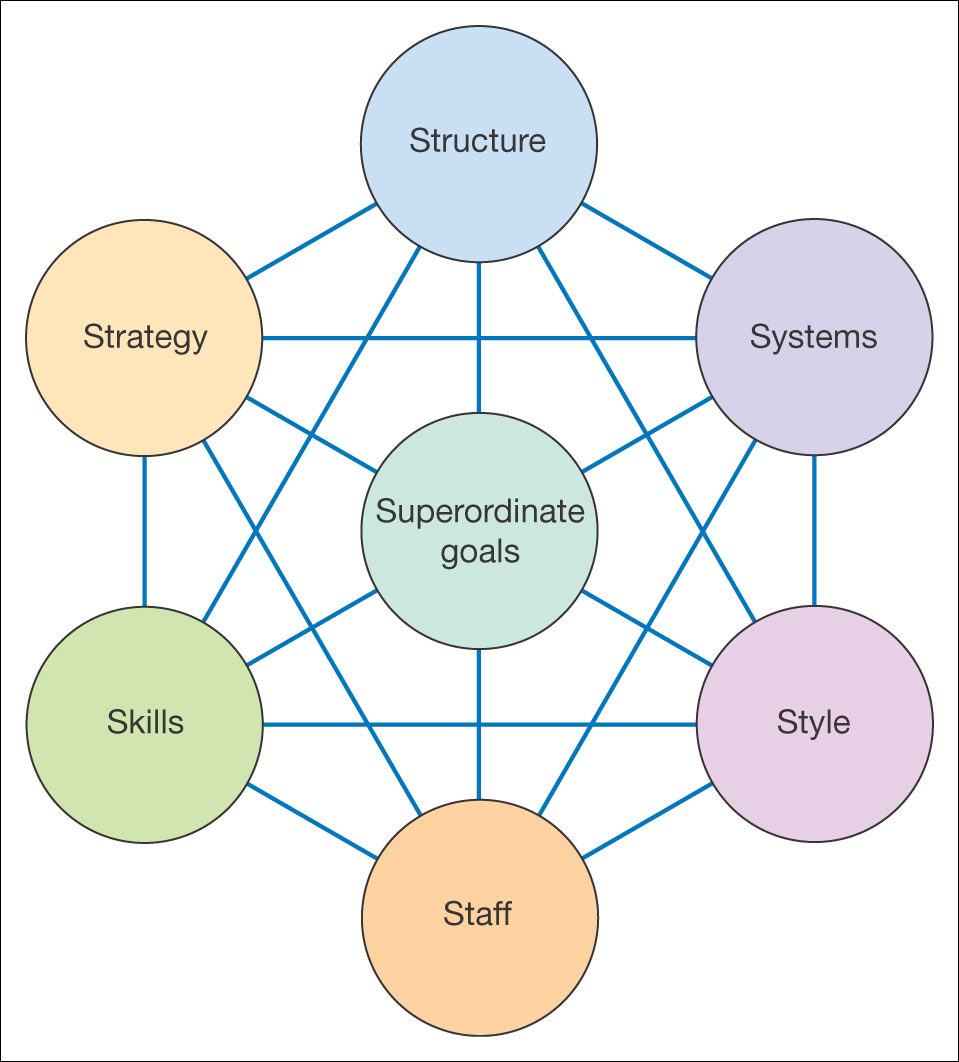 Structure
Strategy
Systems
Superordinate
goals
Skills
Style
Staff